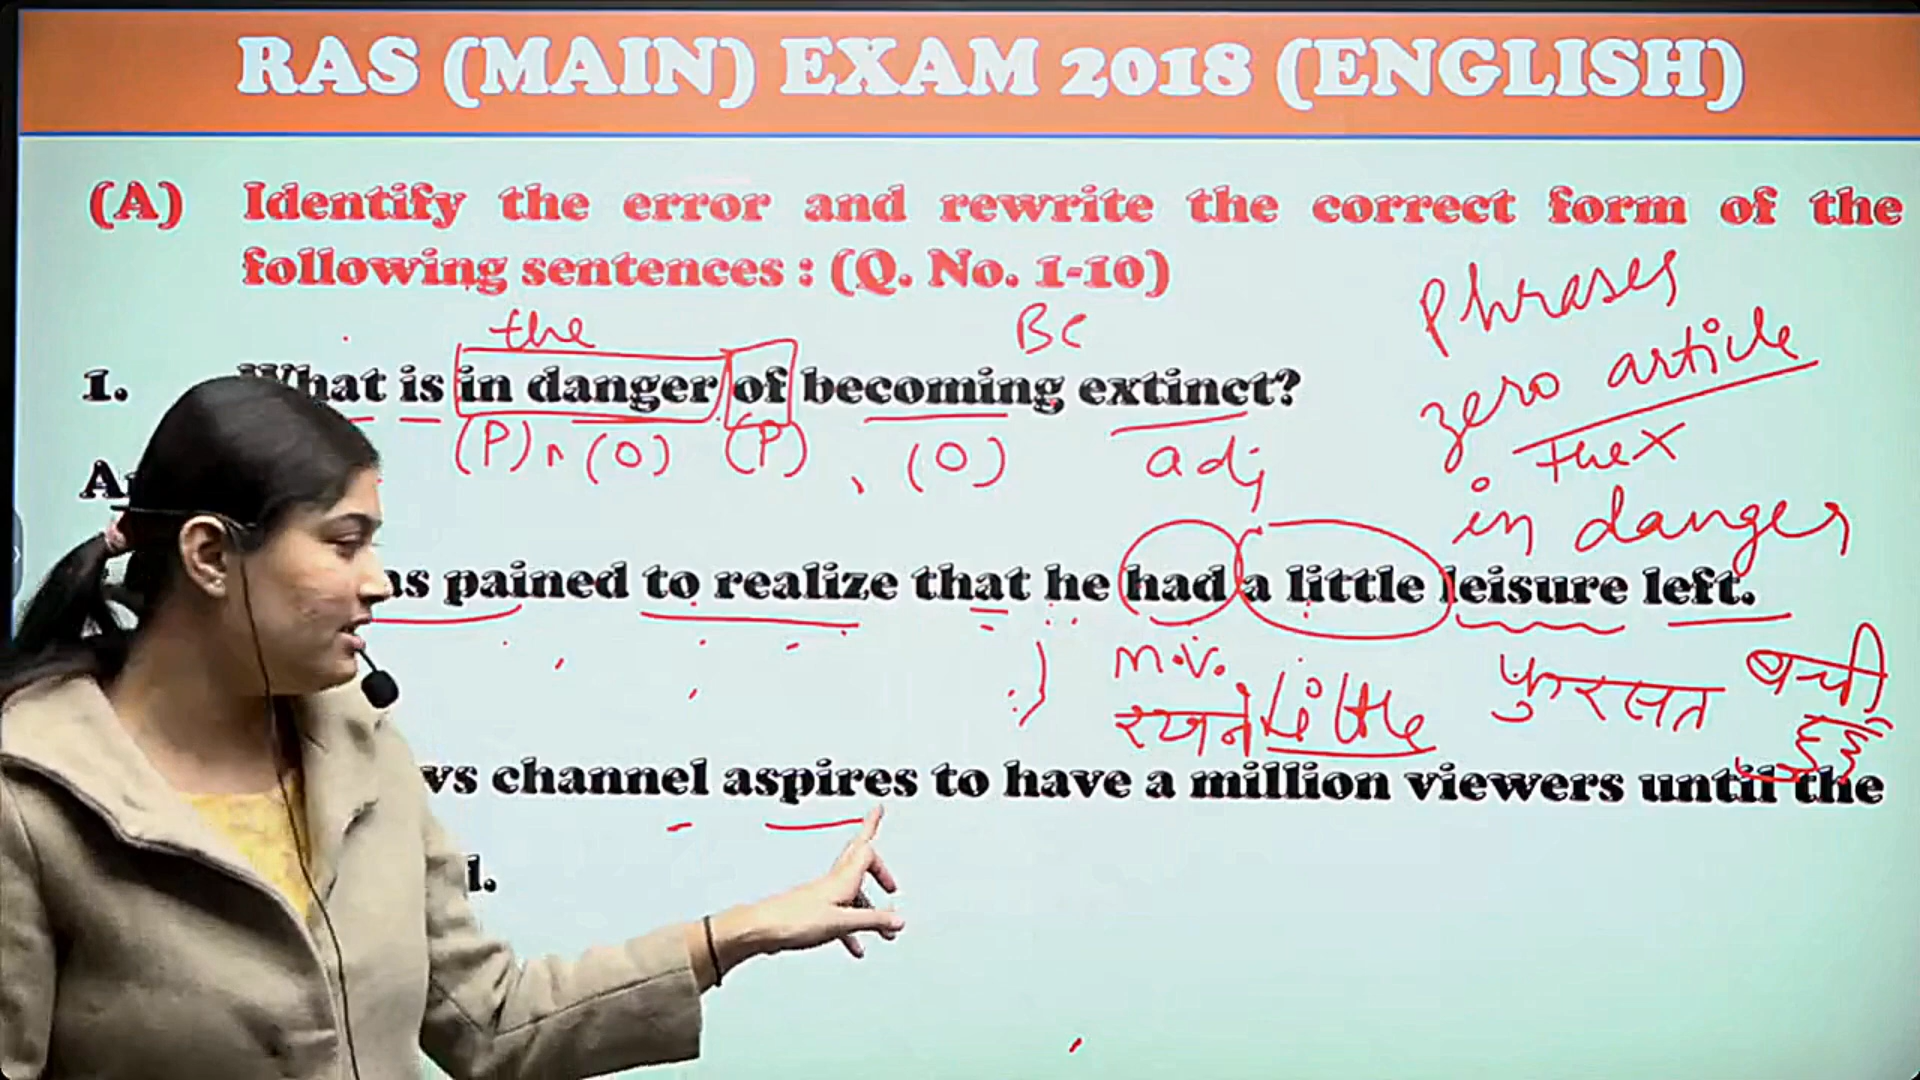 RAS (MAIN) EXAM 2018 (ENGLISH)
(A) Identify the error and rewrite the correct form of the
following sentences : (Q. No. 1-10)
Phrases
the
Be
zero article
1. What is in danger of becoming extinct?
The X
(P) (O) (P) (O) adj
in danger
pained to realize that he had a little leisure left.
m.v.
रखने little फुरसत बची
हुई
channel aspires to have a million viewers until the